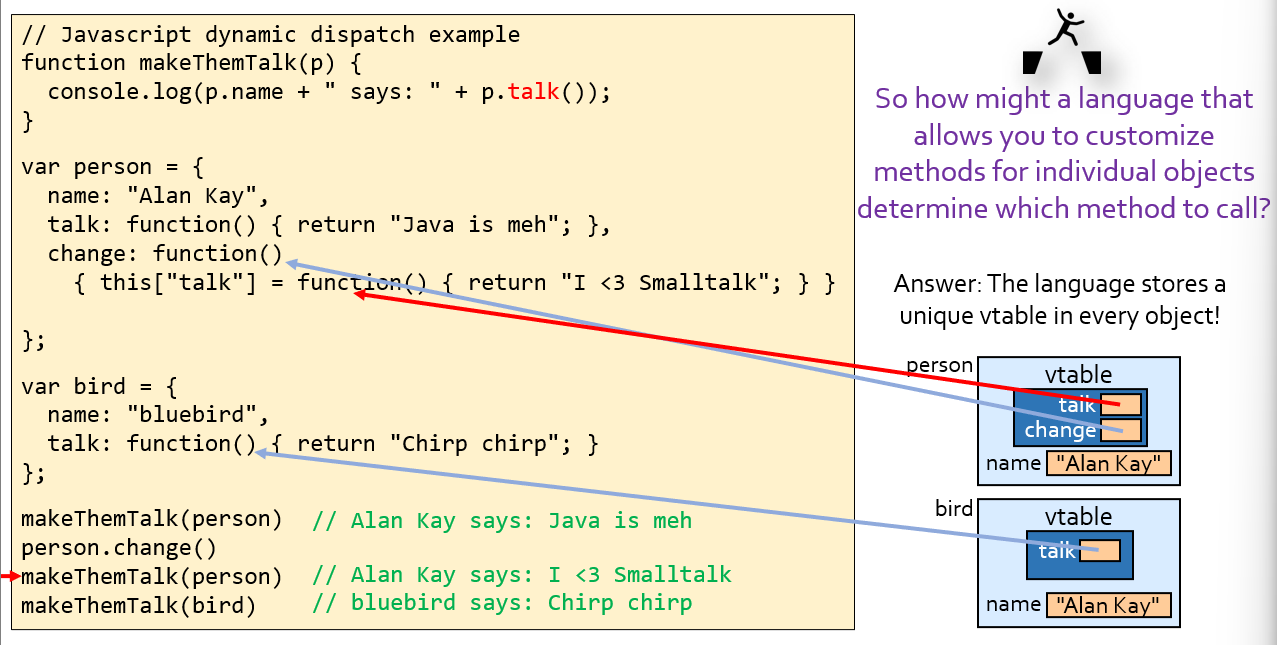 // Javascript dynamic dispatch example
function makeThemTalk(p) {
  console.log(p.name + " says: " + p.talk());
}
var person = {
  name: "Alan Kay",
  talk: function() { return "Java is meh"; },
  change: function()
    { this["talk"] = function() { return "I <3 Smalltalk"; } }
};
var bird = {
  name: "bluebird",
  talk: function() { return "Chirp chirp"; }
};
makeThemTalk(person)  // Alan Kay says: Java is meh
person.change()
makeThemTalk(person)  // Alan Kay says: I <3 Smalltalk
makeThemTalk(bird)    // bluebird says: Chirp chirp
So how might a language that
allows you to customize
methods for individual objects
determine which method to call?
Answer: The language stores a
unique vtable in every object!
person
vtable
talk
change
name "Alan Kay"
bird
vtable
talk
name "Alan Kay"